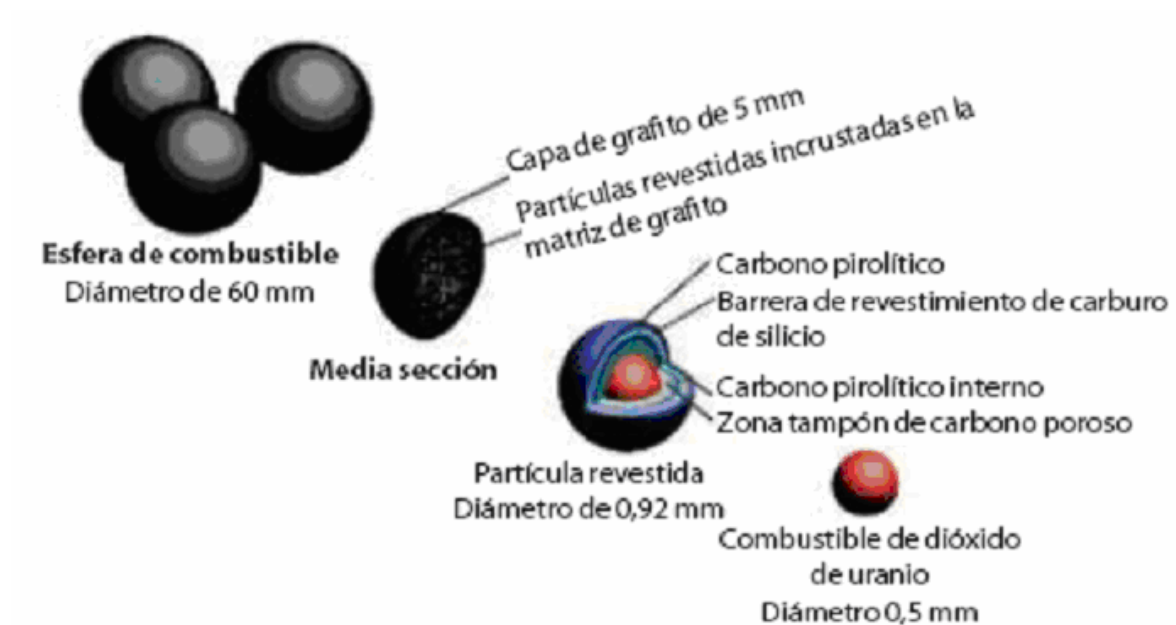 Capa de grafito de 5 mm
Partículas revestidas incrustadas en la
matriz de grafito
Esfera de combustible
Diámetro de 60 mm
Media sección
Carbono pirolítico
Barrera de revestimiento de carburo
de silicio
Carbono pirolítico interno
Zona tampón de carbono poroso
Partícula revestida
Diámetro de 0,92 mm
Combustible de dióxido
de uranio
Diámetro 0,5 mm